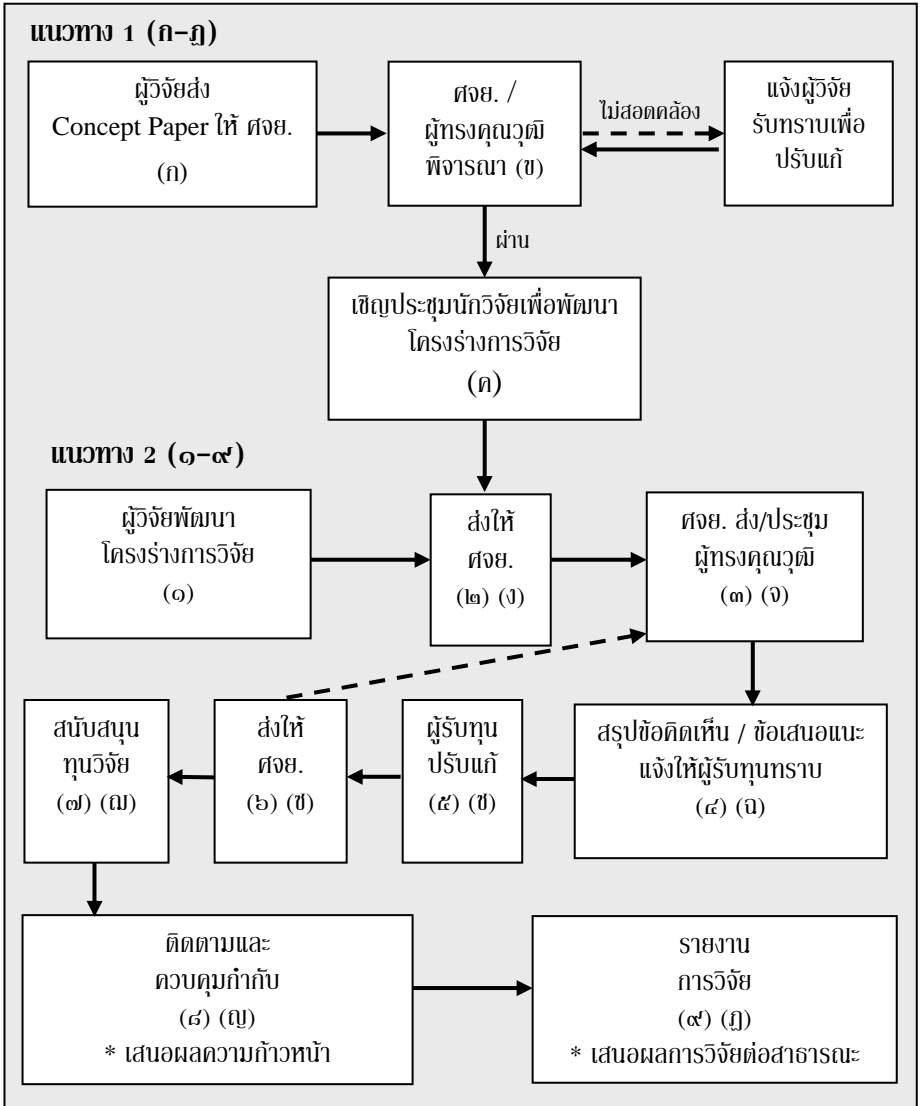 แนวทาง 1 (ก-ฏ)
ผู้วิจัยส่ง
Concept Paper ให้ ศจย.
(ก)
ศจย. /
ผู้ทรงคุณวุฒิ
พิจารณา (ข)
ไม่สอดคล้อง
แจ้งผู้วิจัย
รับทราบเพื่อ
ปรับแก้
ผ่าน
เชิญประชุมนักวิจัยเพื่อพัฒนา
โครงร่างการวิจัย
(ค)
แนวทาง 2 (๑-๙)
ผู้วิจัยพัฒนา
โครงร่างการวิจัย
(๑)
ส่งให้
ศจย.
(๒) (ง)
ศจย. ส่ง/ประชุม
ผู้ทรงคุณวุฒิ
(๓) (จ)
สรุปข้อคิดเห็น / ข้อเสนอแนะ
แจ้งให้ผู้รับทุนทราบ
(๔) (ฉ)
ผู้รับทุน
ปรับแก้
(๕) (ช)
ส่งให้
ศจย.
(๖) (ซ)
สนับสนุน
ทุนวิจัย
(๗) (ฌ)
ติดตามและ
ควบคุมกำกับ
(๘) (ญ)
* เสนอผลความก้าวหน้า
รายงาน
การวิจัย
(๙) (ฏ)
* เสนอผลการวิจัยต่อสาธารณะ